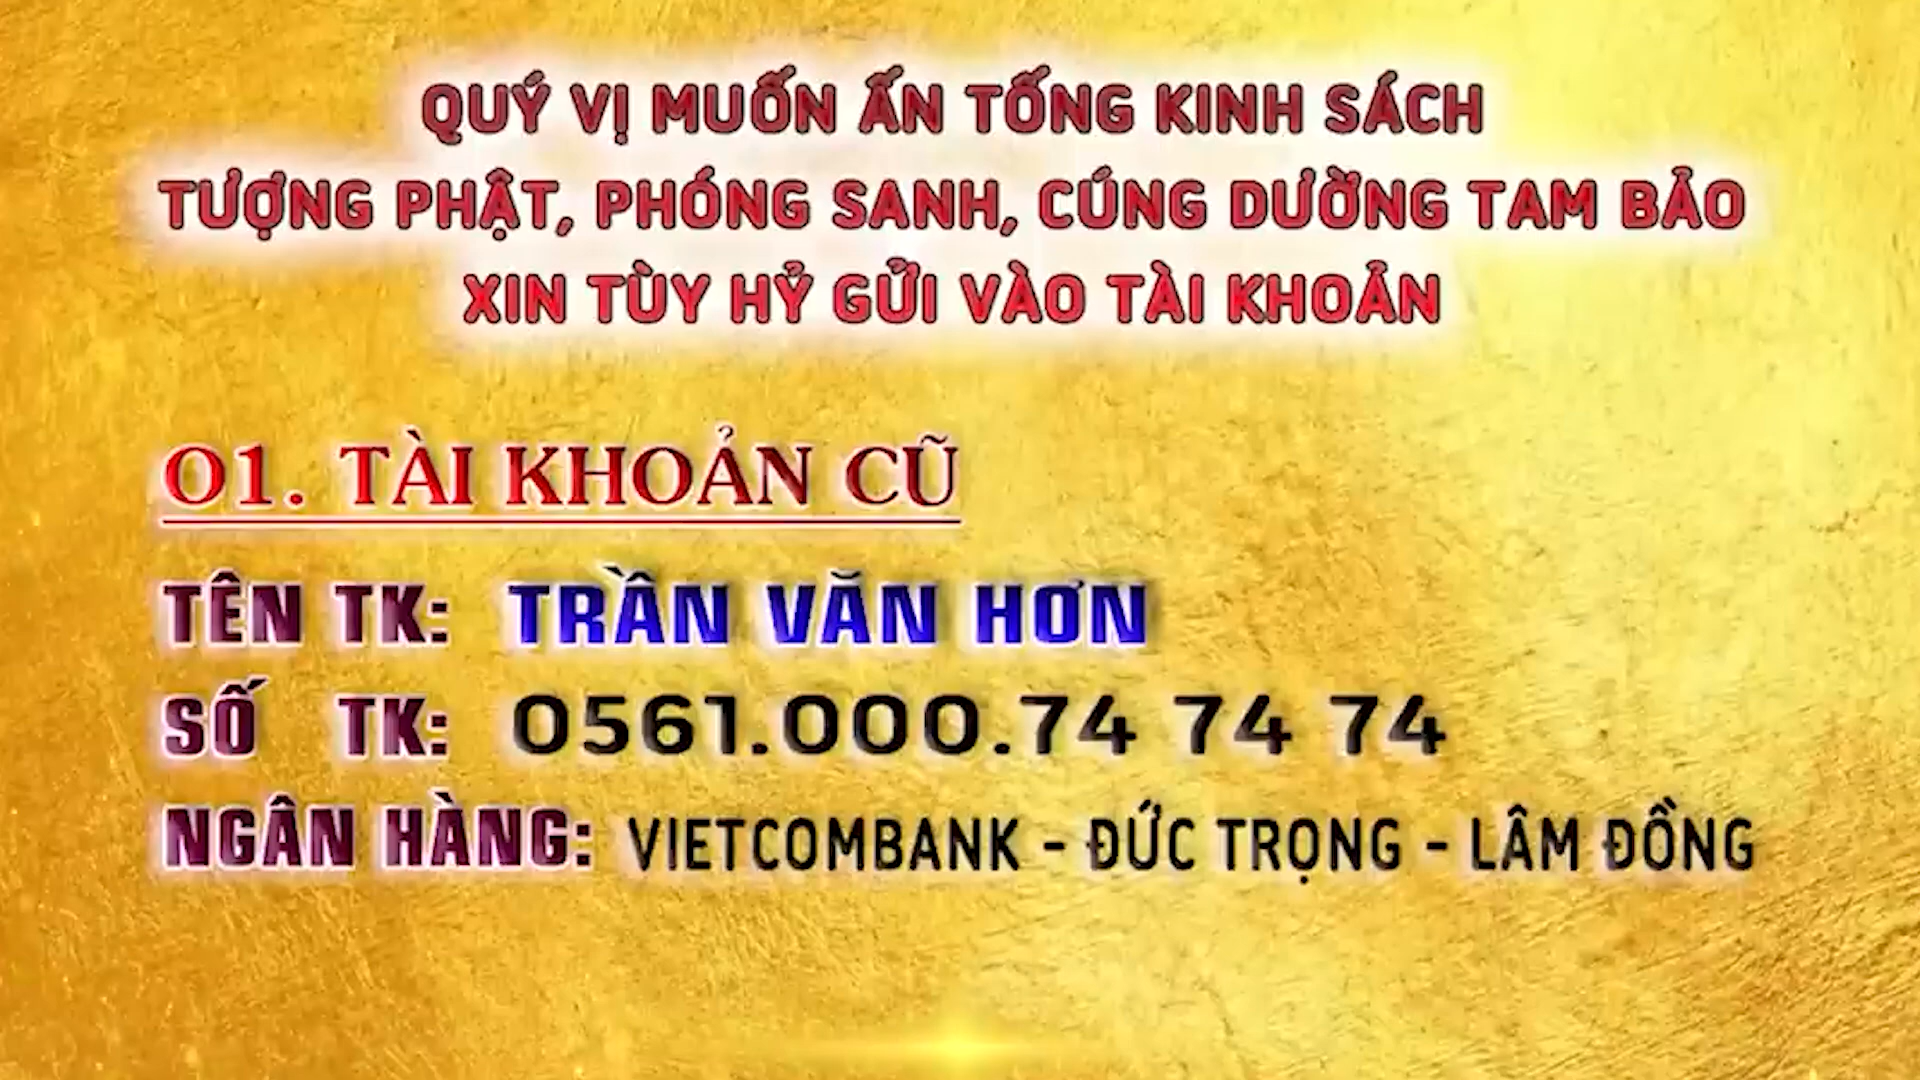 QUÝ VỊ MUỐN ẤN TỐNG KINH SÁCH
TƯỢNG PHẬT, PHÓNG SANH, CÚNG DƯỜNG TAM BẢO
XIN TÙY HỶ GỬI VÀO TÀI KHOẢN
01. TÀI KHOẢN CŨ
TÊN TK: TRẦN VĂN HƠN
SỐ TK: 0561.000.74 74 74
NGÂN HÀNG: VIETCOMBANK - ĐỨC TRỌNG - LÂM ĐỒNG